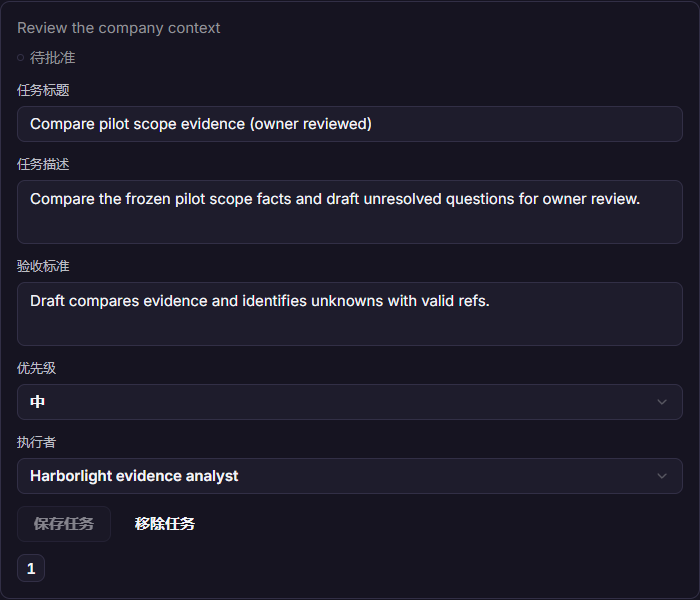 Review the company context
待批准
任务标题
Compare pilot scope evidence (owner reviewed)
任务描述
Compare the frozen pilot scope facts and draft unresolved questions for owner review.
验收标准
Draft compares evidence and identifies unknowns with valid refs.
优先级
中
执行者
Harborlight evidence analyst
保存任务 移除任务
1